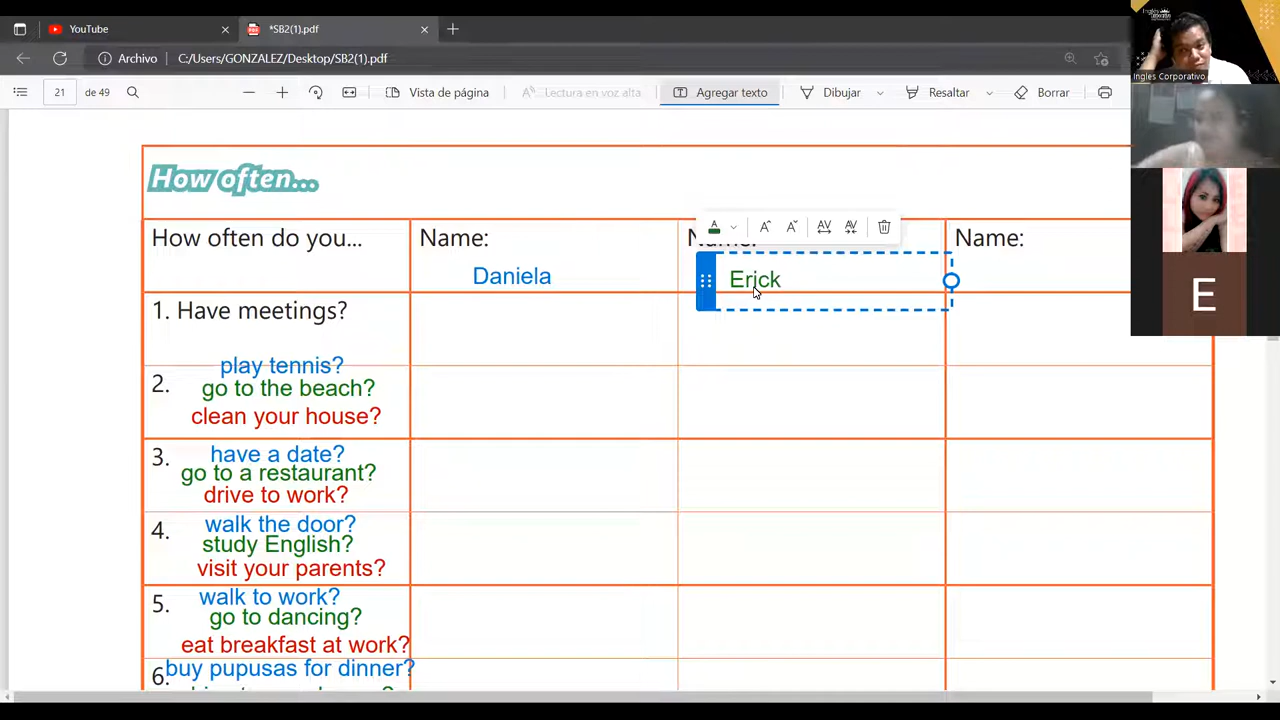 YouTube
*SB2(1).pdf
Archivo
C:/Users/GONZALEZ/Desktop/SB2(1).pdf
21
de 49
Vista de página
Lectura en voz alta
Agregar texto
Dibujar
Resaltar
Borrar
Ingles Corporativo
E
How often...
How often do you...
Name:
Daniela
Erick
Name:
1. Have meetings?
play tennis?
2.
go to the beach?
clean your house?
3.
have a date?
go to a restaurant?
drive to work?
4.
walk the door?
study English?
visit your parents?
5.
walk to work?
go to dancing?
eat breakfast at work?
6.
buy pupusas for dinner?